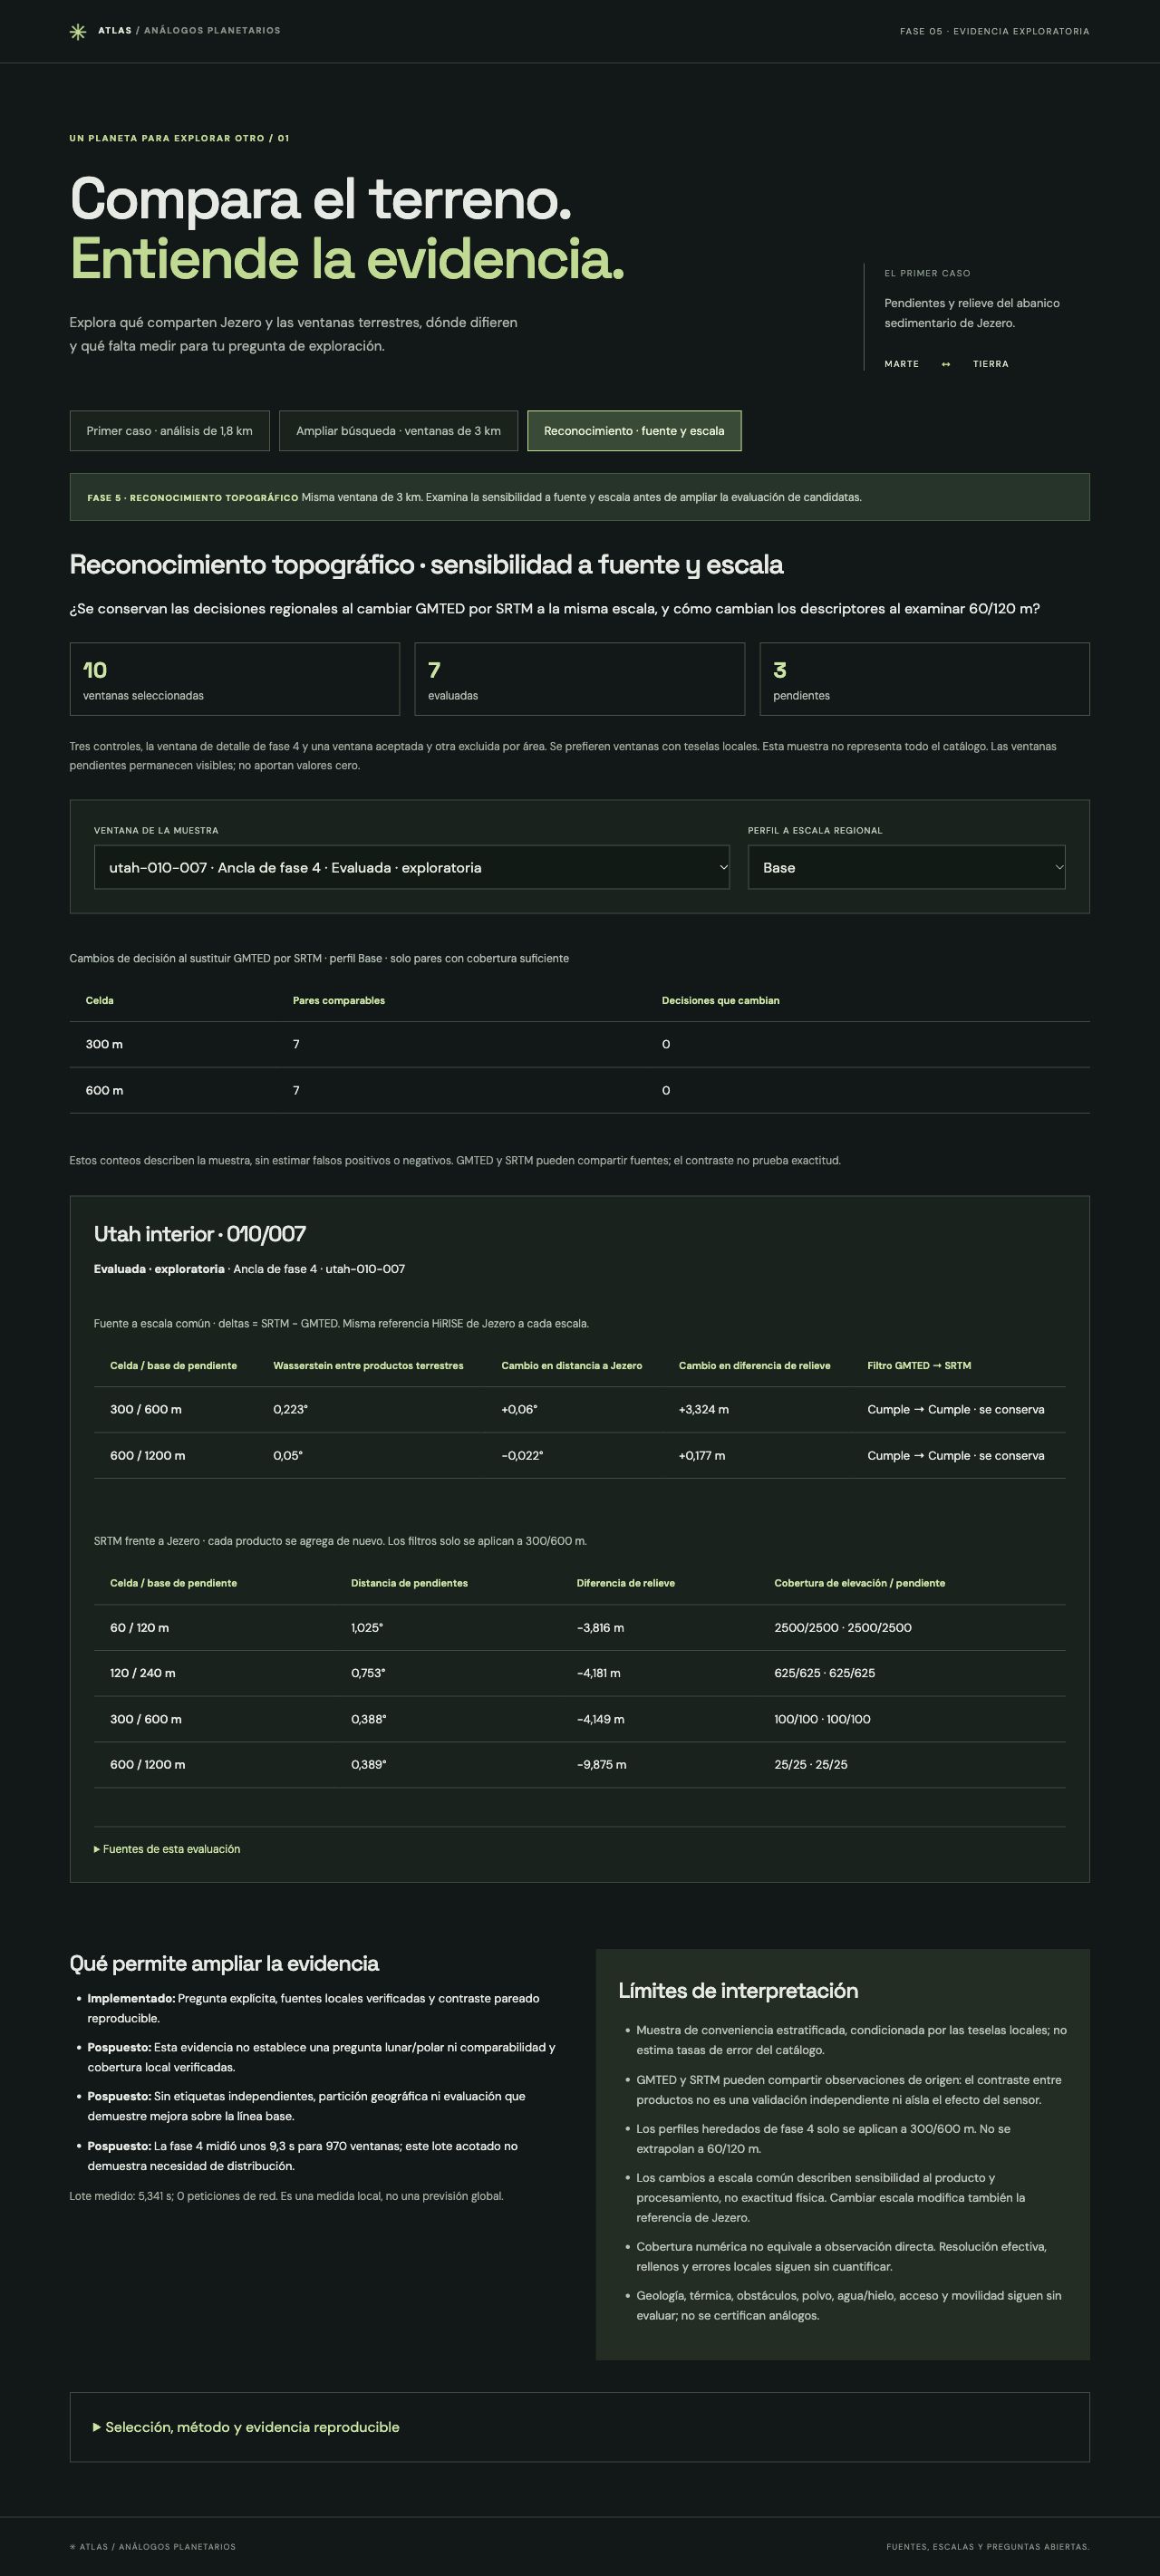 ATLAS / ANÁLOGOS PLANETARIOS
FASE 05 · EVIDENCIA EXPLORATORIA
UN PLANETA PARA EXPLORAR OTRO / 01
Compara el terreno.
Entiende la evidencia.
Explora qué comparten Jezero y las ventanas terrestres, dónde difieren
y qué falta medir para tu pregunta de exploración.
EL PRIMER CASO
Pendientes y relieve del abanico
sedimentario de Jezero.
MARTE ↔ TIERRA
Primer caso · análisis de 1,8 km
Ampliar búsqueda · ventanas de 3 km
Reconocimiento · fuente y escala
FASE 5 · RECONOCIMIENTO TOPOGRÁFICO Misma ventana de 3 km. Examina la sensibilidad a fuente y escala antes de ampliar la evaluación de candidatas.
Reconocimiento topográfico · sensibilidad a fuente y escala
¿Se conservan las decisiones regionales al cambiar GMTED por SRTM a la misma escala, y cómo cambian los descriptores al examinar 60/120 m?
10
ventanas seleccionadas
7
evaluadas
3
pendientes
Tres controles, la ventana de detalle de fase 4 y una ventana aceptada y otra excluida por área. Se prefieren ventanas con teselas locales. Esta muestra no representa todo el catálogo. Las ventanas
pendientes permanecen visibles; no aportan valores cero.
VENTANA DE LA MUESTRA
utah-010-007 · Ancla de fase 4 · Evaluada · exploratoria
PERFIL A ESCALA REGIONAL
Base
Cambios de decisión al sustituir GMTED por SRTM · perfil Base · solo pares con cobertura suficiente
Celda Pares comparables Decisiones que cambian
300 m 7 0
600 m 7 0
Estos conteos describen la muestra, sin estimar falsos positivos o negativos. GMTED y SRTM pueden compartir fuentes; el contraste no prueba exactitud.
Utah interior · 010/007
Evaluada · exploratoria · Ancla de fase 4 · utah-010-007
Fuente a escala común · deltas = SRTM − GMTED. Misma referencia HiRISE de Jezero a cada escala.
Celda / base de pendiente Wasserstein entre productos terrestres Cambio en distancia a Jezero Cambio en diferencia de relieve Filtro GMTED → SRTM
300 / 600 m 0,223° +0,06° +3,324 m Cumple → Cumple · se conserva
600 / 1200 m 0,05° -0,022° +0,177 m Cumple → Cumple · se conserva
SRTM frente a Jezero · cada producto se agrega de nuevo. Los filtros solo se aplican a 300/600 m.
Celda / base de pendiente Distancia de pendientes Diferencia de relieve Cobertura de elevación / pendiente
60 / 120 m 1,025° -3,816 m 2500/2500 · 2500/2500
120 / 240 m 0,753° -4,181 m 625/625 · 625/625
300 / 600 m 0,388° -4,149 m 100/100 · 100/100
600 / 1200 m 0,389° -9,875 m 25/25 · 25/25
▸ Fuentes de esta evaluación
Qué permite ampliar la evidencia
• Implementado: Pregunta explícita, fuentes locales verificadas y contraste pareado
reproducible.
• Pospuesto: Esta evidencia no establece una pregunta lunar/polar ni comparabilidad y
cobertura local verificadas.
• Pospuesto: Sin etiquetas independientes, partición geográfica ni evaluación que
demuestre mejora sobre la línea base.
• Pospuesto: La fase 4 midió unos 9,3 s para 970 ventanas; este lote acotado no
demuestra necesidad de distribución.
Lote medido: 5,341 s; 0 peticiones de red. Es una medida local, no una previsión global.
Límites de interpretación
• Muestra de conveniencia estratificada, condicionada por las teselas locales; no
estima tasas de error del catálogo.
• GMTED y SRTM pueden compartir observaciones de origen: el contraste entre
productos no es una validación independiente ni aísla el efecto del sensor.
• Los perfiles heredados de fase 4 solo se aplican a 300/600 m. No se
extrapolan a 60/120 m.
• Los cambios a escala común describen sensibilidad al producto y
procesamiento, no exactitud física. Cambiar escala modifica también la
referencia de Jezero.
• Cobertura numérica no equivale a observación directa. Resolución efectiva,
rellenos y errores locales siguen sin cuantificar.
• Geología, térmica, obstáculos, polvo, agua/hielo, acceso y movilidad siguen sin
evaluar; no se certifican análogos.
▸ Selección, método y evidencia reproducible
✳ ATLAS / ANÁLOGOS PLANETARIOS
FUENTES, ESCALAS Y PREGUNTAS ABIERTAS.